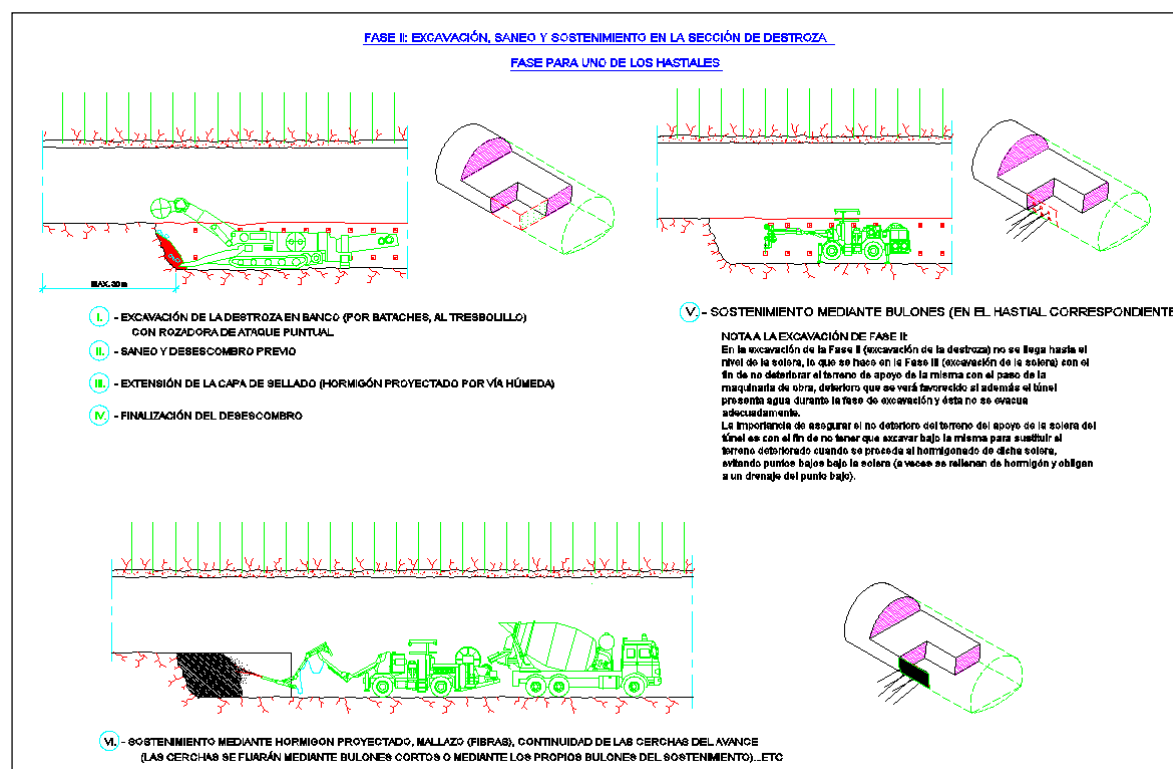 FASE II: EXCAVACIÓN, SANEO Y SOSTENIMIENTO EN LA SECCIÓN DE DESTROZA
FASE PARA UNO DE LOS HASTIALES
MAX. 30 m
I. - EXCAVACIÓN DE LA DESTROZA EN BANCO (POR BATACHES, AL TRESBOLILLO)
CON ROZADORA DE ATAQUE PUNTUAL
II. - SANEO Y DESESCOMBRO PREVIO
III. - EXTENSIÓN DE LA CAPA DE SELLADO (HORMIGÓN PROYECTADO POR VÍA HÚMEDA)
IV. - FINALIZACIÓN DEL DESESCOMBRO
V. - SOSTENIMIENTO MEDIANTE BULONES (EN EL HASTIAL CORRESPONDIENTE
NOTA A LA EXCAVACIÓN DE FASE II:
En la excavación de la Fase II (excavación de la destroza) no se llega hasta el
nivel de la solera, lo que se hace en la Fase III (excavación de la solera) con el
fin de no deteriorar el terreno de apoyo de la misma con el paso de la
maquinaria de obra, deterioro que se verá favorecido si además el túnel
presenta agua durante la fase de excavación y ésta no se evacua
adecuadamente.
La importancia de asegurar el no deterioro del terreno del apoyo de la solera del
túnel es con el fin de no tener que excavar bajo la misma para sustituir el
terreno deteriorado cuando se proceda al hormigonado de dicha solera,
evitando puntos bajos bajo la solera (a veces se rellenan de hormigón y obligan
a un drenaje del punto bajo).
VI. - SOSTENIMIENTO MEDIANTE HORMIGON PROYECTADO, MALLAZO (FIBRAS), CONTINUIDAD DE LAS CERCHAS DEL AVANCE
(LAS CERCHAS SE FIJARÁN MEDIANTE BULONES CORTOS O MEDIANTE LOS PROPIOS BULONES DEL SOSTENIMIENTO)...ETC